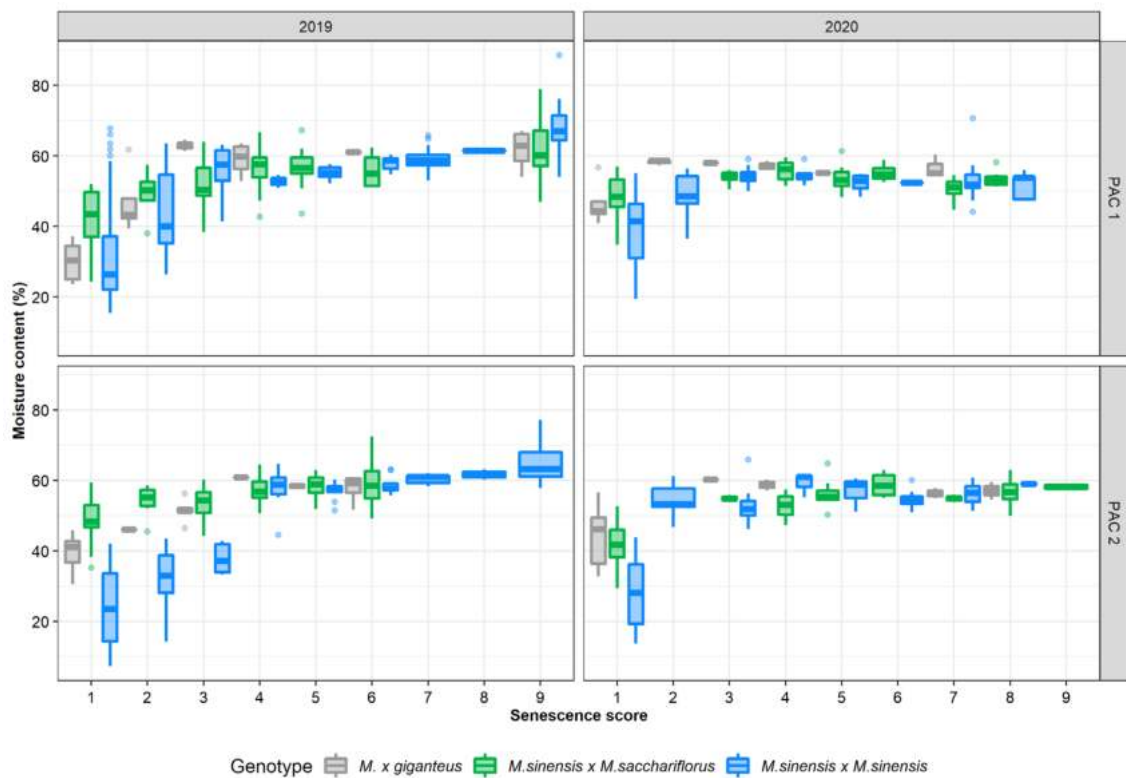 2019 2020
80
60
40
20
PAC 1
Moisture content (%)
80
60
40
20
PAC 2
1 2 3 4 5 6 7 8 9 1 2 3 4 5 6 7 8 9
Senescence score
Genotype M. x giganteus M.sinensis x M.sacchariflorus M.sinensis x M.sinensis